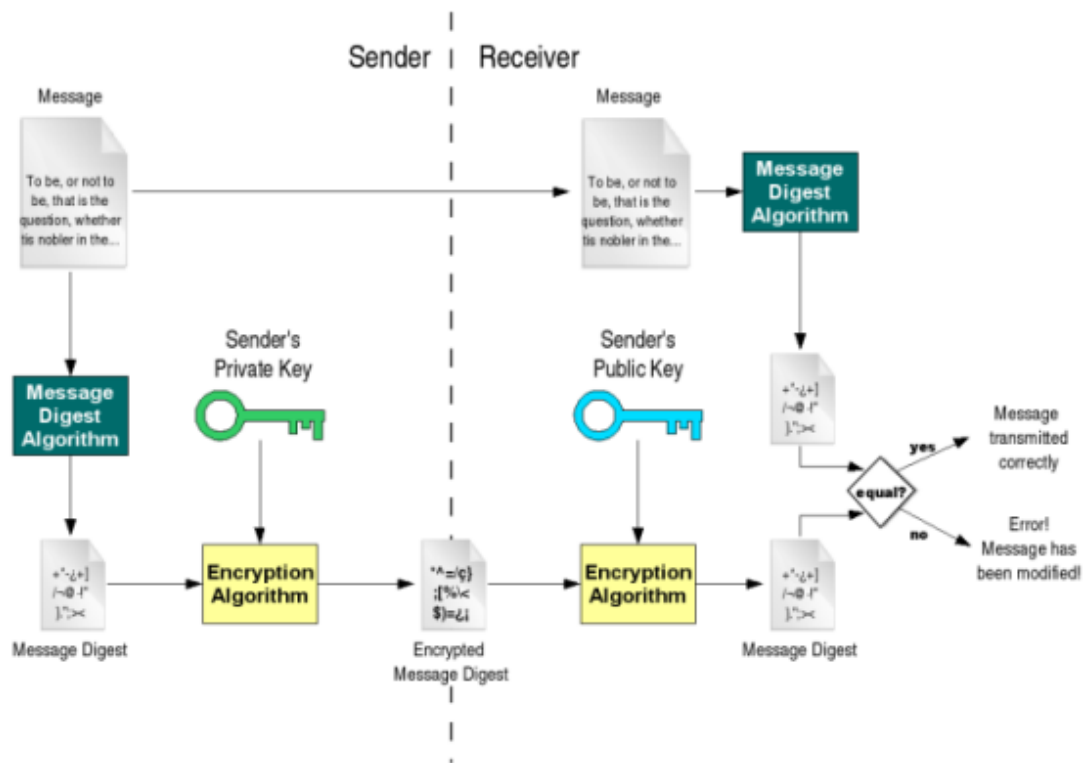 Sender
Receiver
Message
To be, or not to
be, that is the
question, whether
tis nobler in the...
Message
To be, or not to
be, that is the
question, whether
tis nobler in the...
Message
Digest
Algorithm
Sender's
Private Key
Sender's
Public Key
Message
Digest
Algorithm
yes
Message
transmitted
correctly
equal?
no
Error!
Message has
been modified!
Encryption
Algorithm
Encryption
Algorithm
Message Digest
Encrypted
Message Digest
Message Digest